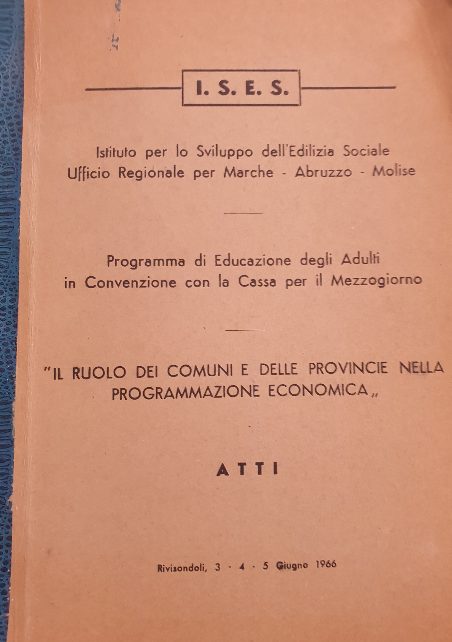 I. S. E. S.
Istituto per lo Sviluppo dell'Edilizia Sociale
Ufficio Regionale per Marche - Abruzzo - Molise
Programma di Educazione degli Adulti
in Convenzione con la Cassa per il Mezzogiorno
"IL RUOLO DEI COMUNI E DELLE PROVINCIE NELLA
PROGRAMMAZIONE ECONOMICA„
ATTI
Rivisondoli, 3 - 4 - 5 Giugno 1966